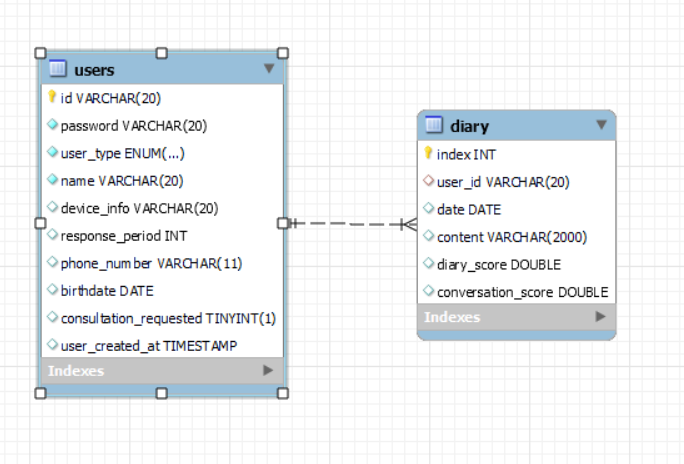 users
id VARCHAR(20)
password VARCHAR(20)
user_type ENUM(...)
name VARCHAR(20)
device_info VARCHAR(20)
response_period INT
phone_number VARCHAR(11)
birthdate DATE
consultation_requested TINYINT(1)
user_created_at TIMESTAMP
Indexes
diary
index INT
user_id VARCHAR(20)
date DATE
content VARCHAR(2000)
diary_score DOUBLE
conversation_score DOUBLE
Indexes